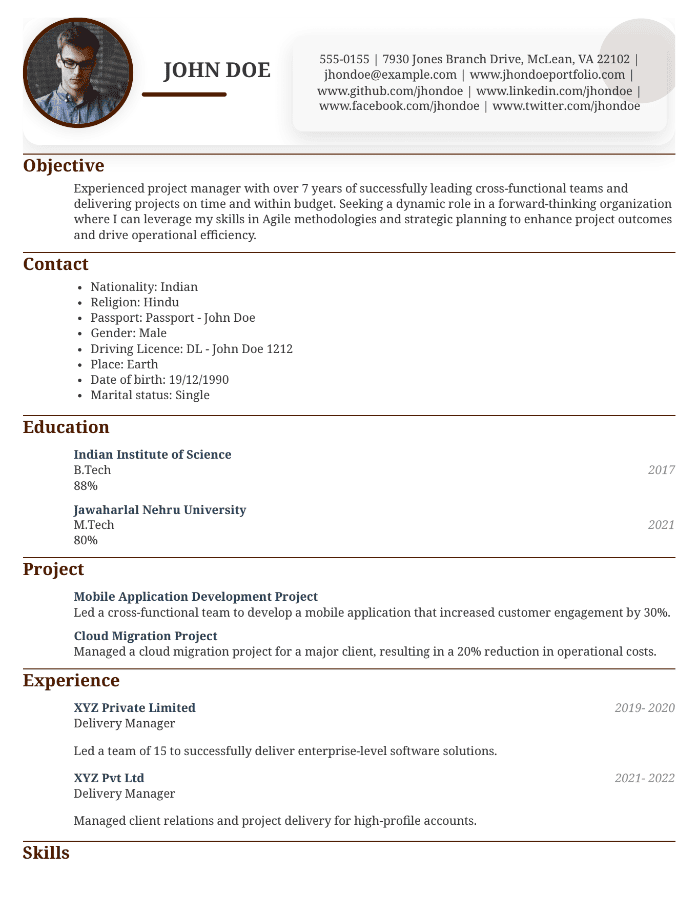 JOHN DOE
555-0155 | 7930 Jones Branch Drive, McLean, VA 22102 |
jhondoe@example.com | www.jhondoeportfolio.com |
www.github.com/jhondoe | www.linkedin.com/jhondoe |
www.facebook.com/jhondoe | www.twitter.com/jhondoe
Objective
Experienced project manager with over 7 years of successfully leading cross-functional teams and
delivering projects on time and within budget. Seeking a dynamic role in a forward-thinking organization
where I can leverage my skills in Agile methodologies and strategic planning to enhance project outcomes
and drive operational efficiency.
Contact
• Nationality: Indian
• Religion: Hindu
• Passport: Passport - John Doe
• Gender: Male
• Driving Licence: DL - John Doe 1212
• Place: Earth
• Date of birth: 19/12/1990
• Marital status: Single
Education
Indian Institute of Science
B.Tech 2017
88%
Jawaharlal Nehru University
M.Tech 2021
80%
Project
Mobile Application Development Project
Led a cross-functional team to develop a mobile application that increased customer engagement by 30%.
Cloud Migration Project
Managed a cloud migration project for a major client, resulting in a 20% reduction in operational costs.
Experience
XYZ Private Limited 2019- 2020
Delivery Manager
Led a team of 15 to successfully deliver enterprise-level software solutions.
XYZ Pvt Ltd 2021- 2022
Delivery Manager
Managed client relations and project delivery for high-profile accounts.
Skills